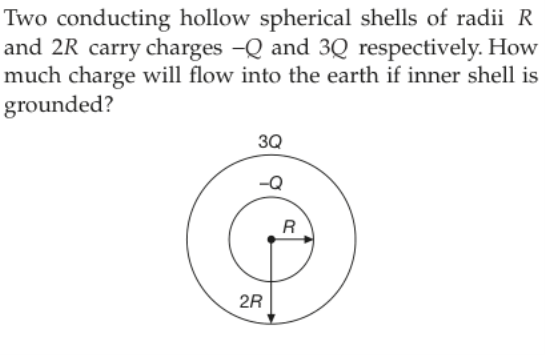 Two conducting hollow spherical shells of radii R
and 2R carry charges –Q and 3Q respectively. How
much charge will flow into the earth if inner shell is
grounded?
3Q
–Q
R
2R